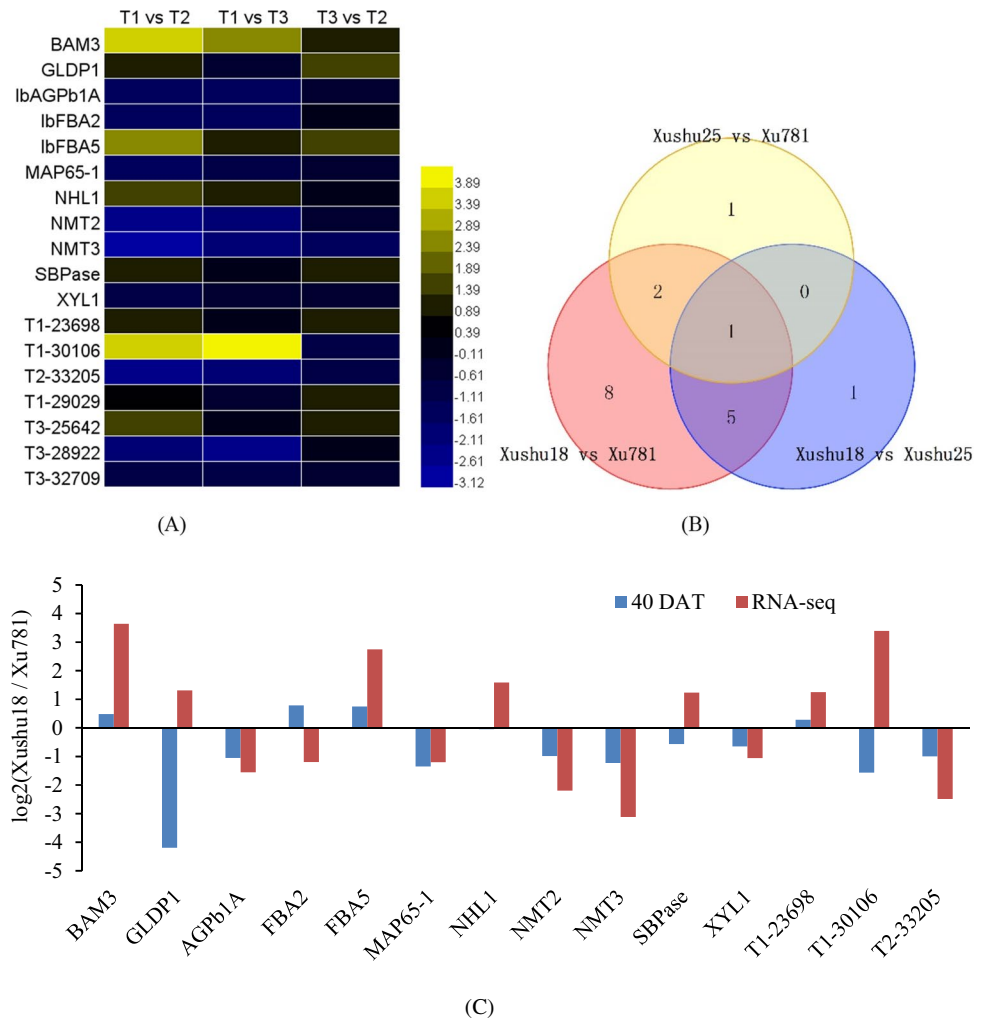 T1 vs T2 T1 vs T3 T3 vs T2
BAM3
GLDP1
IbAGPb1A
IbFBA2
IbFBA5
MAP65-1
NHL1
NMT2
NMT3
SBPase
XYL1
T1-23698
T1-30106
T2-33205
T1-29029
T3-25642
T3-28922
T3-32709
3.89
3.39
2.89
2.39
1.89
1.39
0.89
0.39
-0.11
-0.61
-1.11
-1.61
-2.11
-2.61
-3.12
(A)
Xushu25 vs Xu781
1
2
0
1
8
1
5
Xushu18 vs Xu781
Xushu18 vs Xushu25
(B)
log2(Xushu18 / Xu781)
5
4
3
2
1
0
-1
-2
-3
-4
-5
40 DAT RNA-seq
BAM3
GLDP1
AGPb1A
FBA2
FBA5
MAP65-1
NHL1
NMT2
NMT3
SBPase
XYL1
T1-23698
T1-30106
T2-33205
(C)